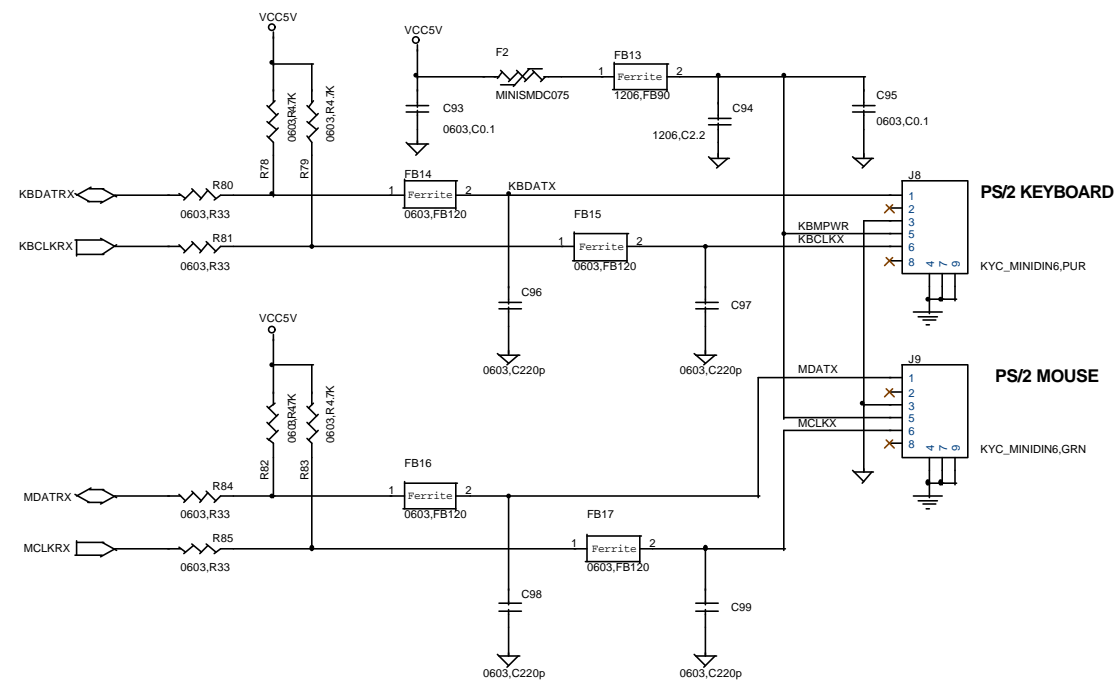 VCC5V
VCC5V
F2
MINISMDC075
FB13
1 Ferrite 2
1206,FB90
C93
0603,C0.1
C94
1206,C2.2
C95
0603,C0.1
R78
0603,R4.7K
R79
0603,R4.7K
KBDATRX
R80
0603,R33
FB14
1 Ferrite 2
0603,FB120
KBDATX
KBCLKRX
R81
0603,R33
FB15
1 Ferrite 2
0603,FB120
KBMPWR
KBCLKX
J8
1
2
3
5
6
8
4 7 9
PS/2 KEYBOARD
KYC_MINIDIN6,PUR
C96
0603,C220p
C97
0603,C220p
VCC5V
R82
0603,R4.7K
R83
0603,R4.7K
MDATX
MCLKX
J9
1
2
3
5
6
8
4 7 9
PS/2 MOUSE
KYC_MINIDIN6,GRN
MDATRX
R84
0603,R33
FB16
1 Ferrite 2
0603,FB120
MCLKRX
R85
0603,R33
FB17
1 Ferrite 2
0603,FB120
C98
0603,C220p
C99
0603,C220p